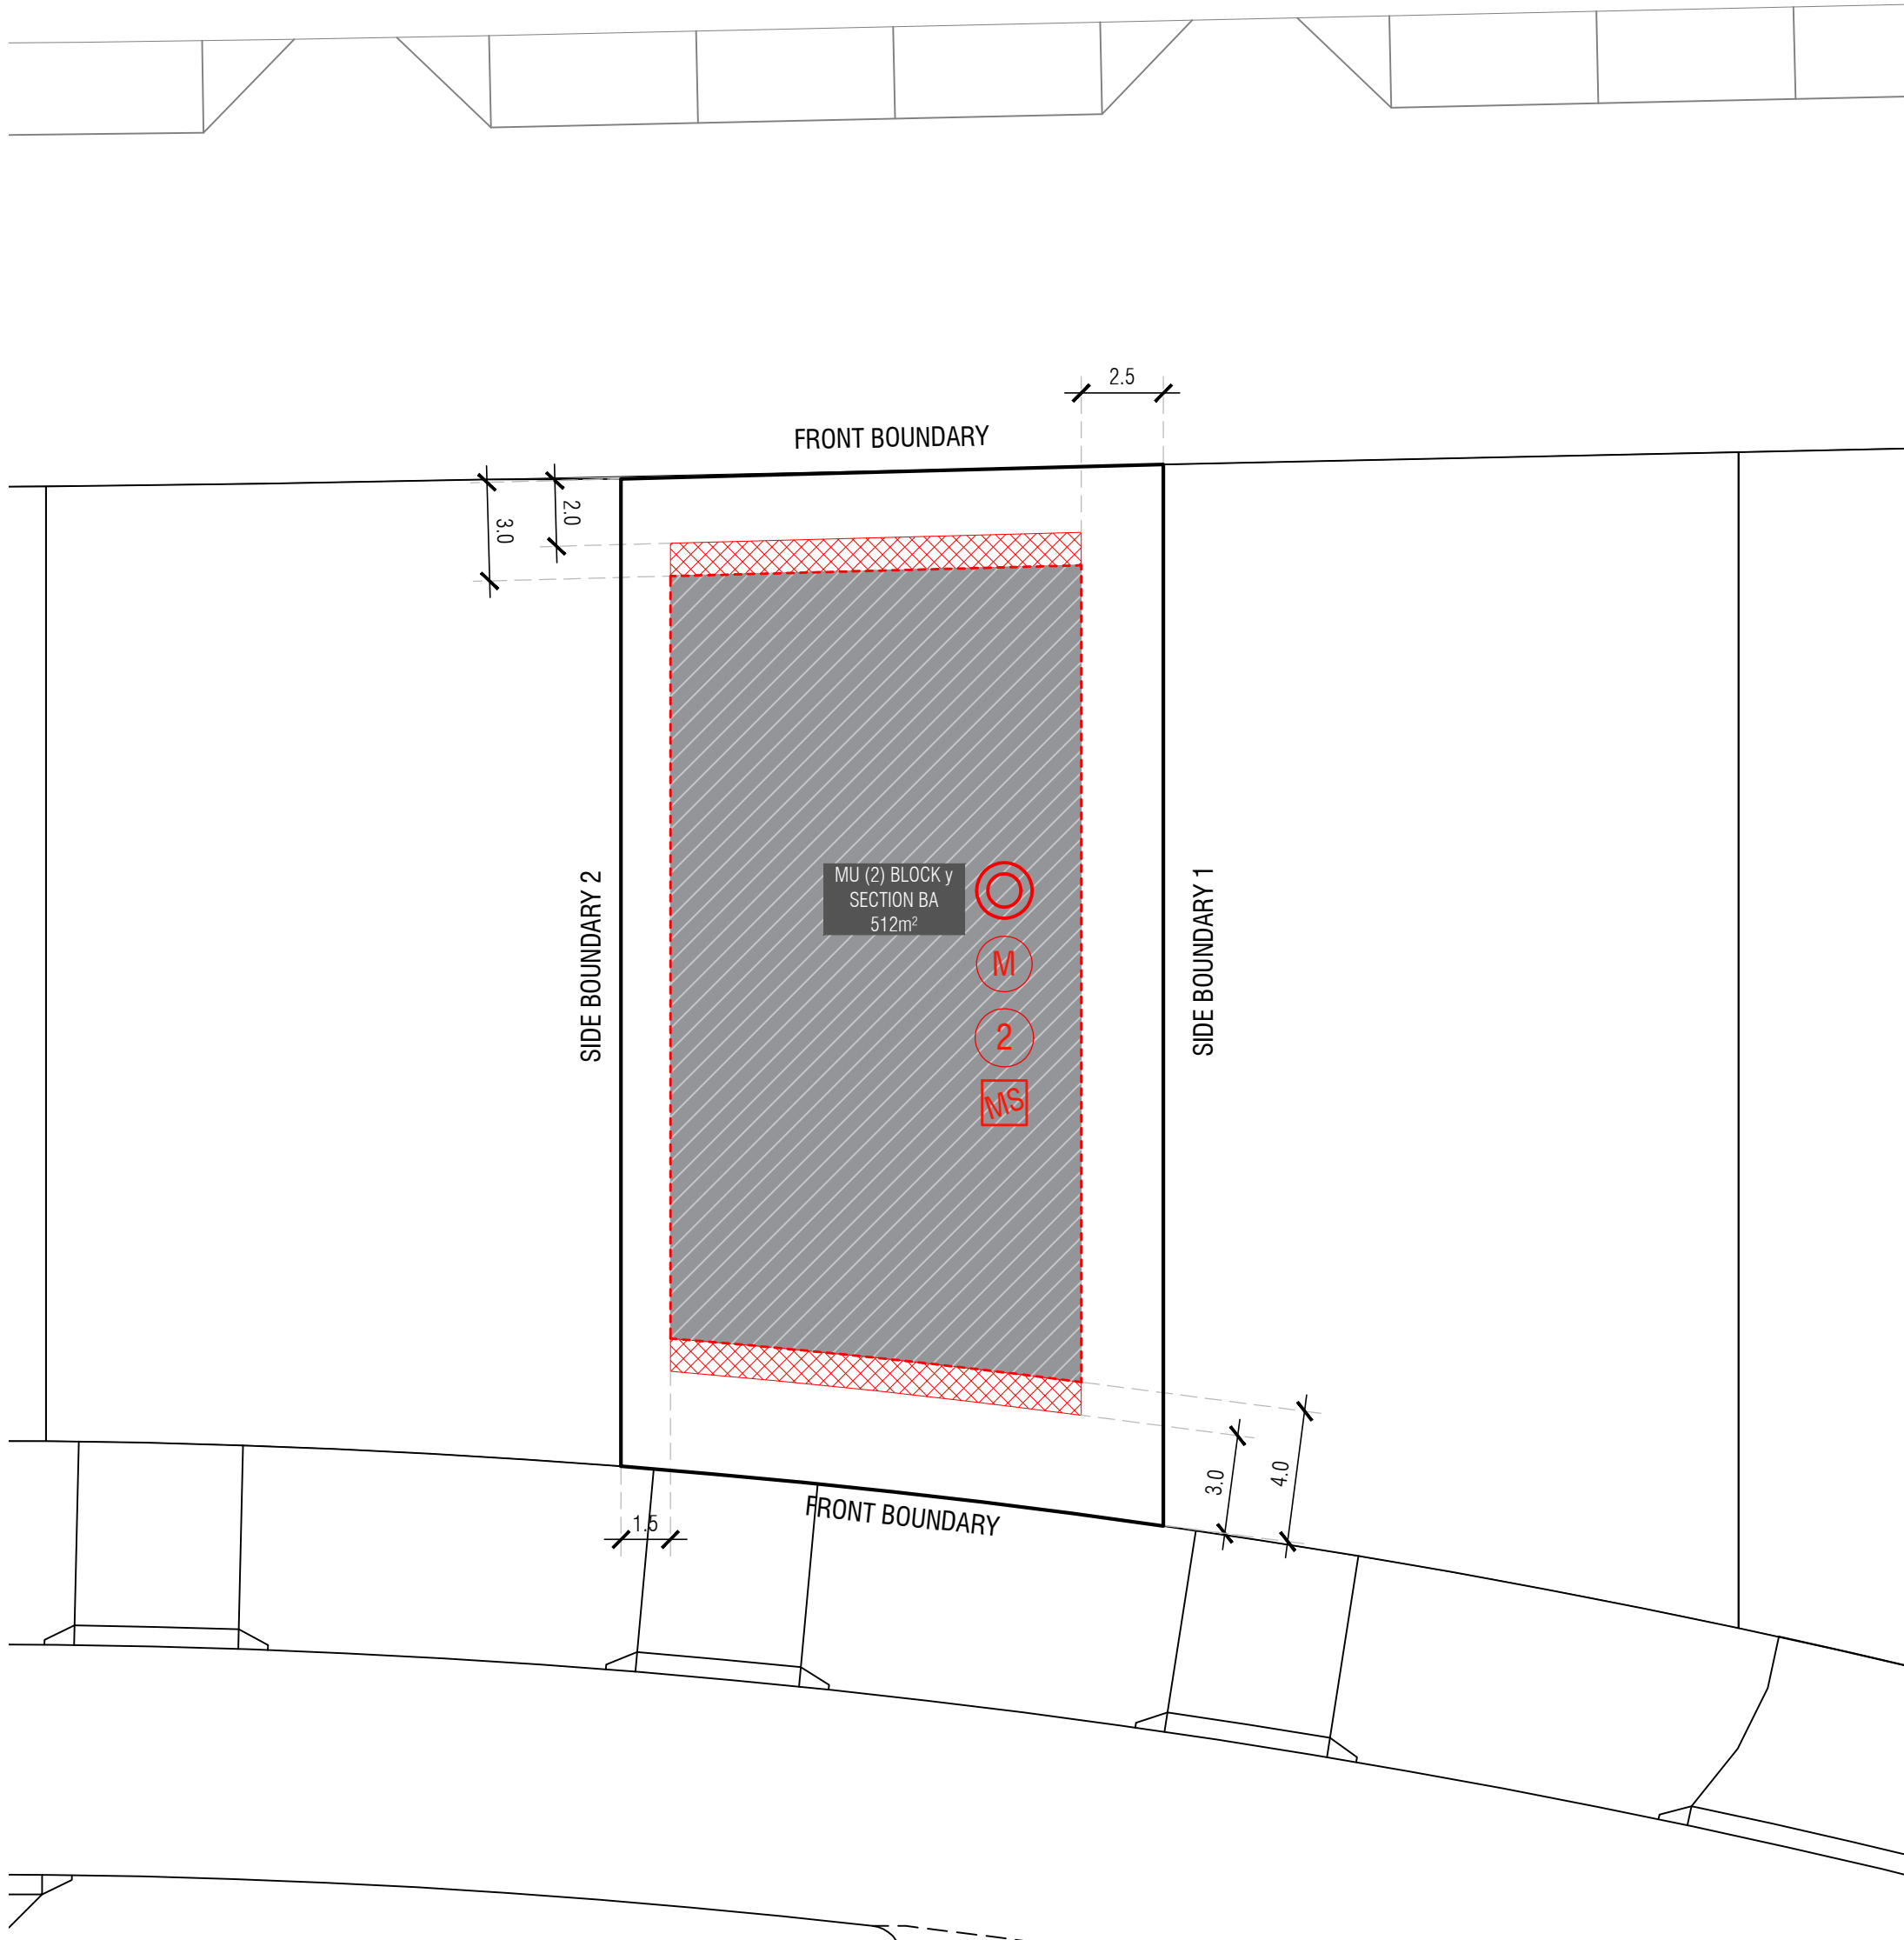 2.5
FRONT BOUNDARY
2.0
3.0
MU (2) BLOCK y
SECTION BA
512m²
M
2
MS
SIDE BOUNDARY 2
SIDE BOUNDARY 1
3.0
4.0
FRONT BOUNDARY
1.5